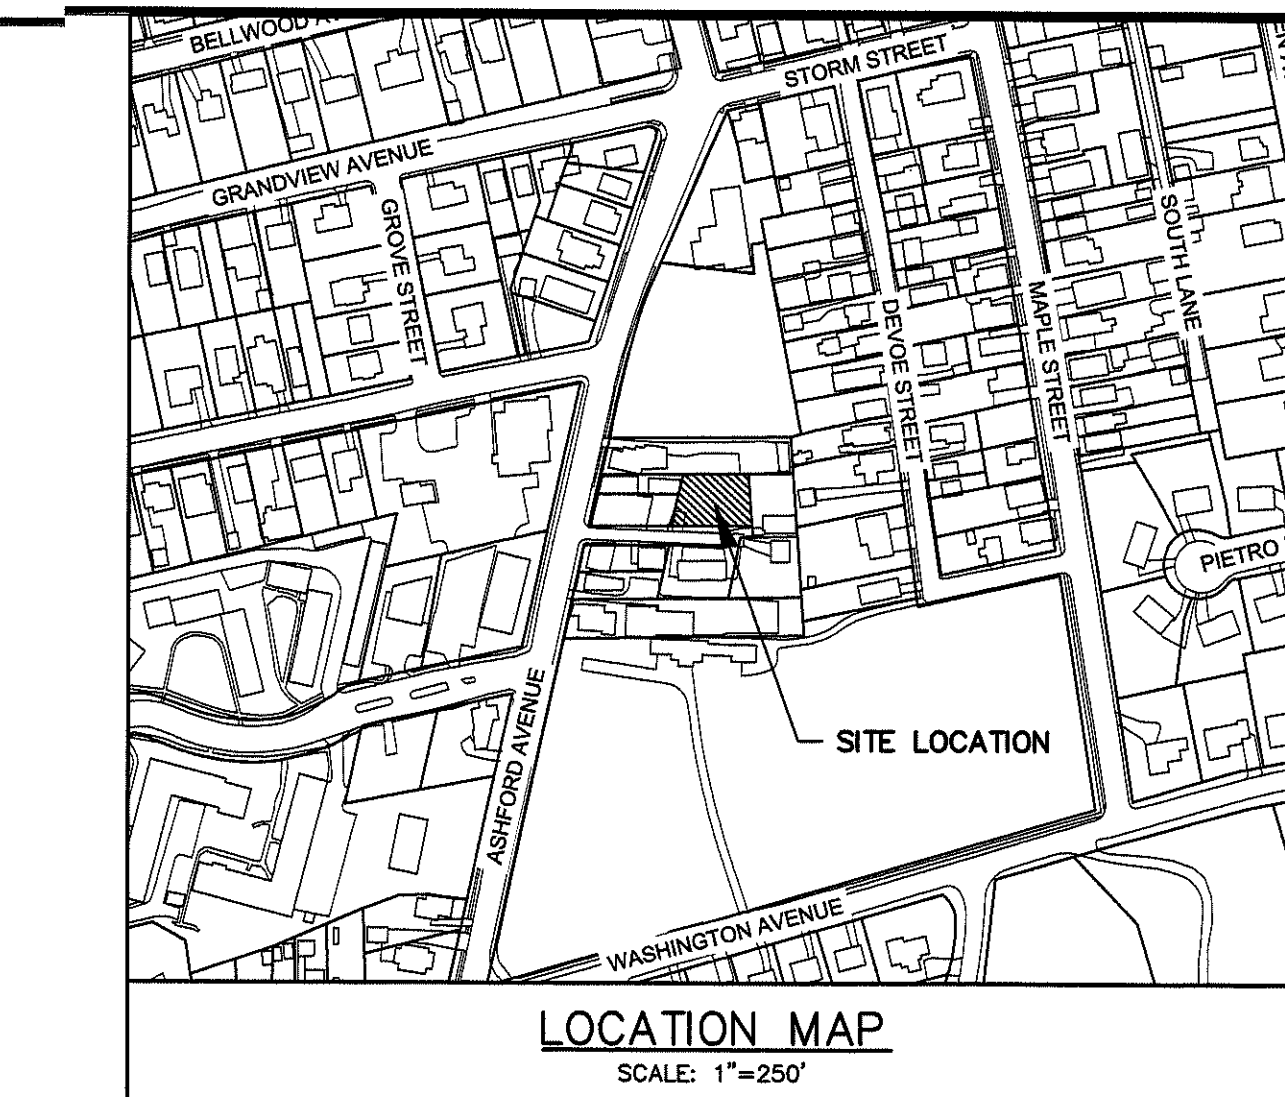 BELLWOOD
STORM STREET
GRANDVIEW AVENUE
GROVE STREET
SOUTH LANE
DEVOE STREET
MAPLE STREET
PIETRO
SITE LOCATION
ASHFORD AVENUE
WASHINGTON AVENUE
LOCATION MAP
SCALE: 1"=250'